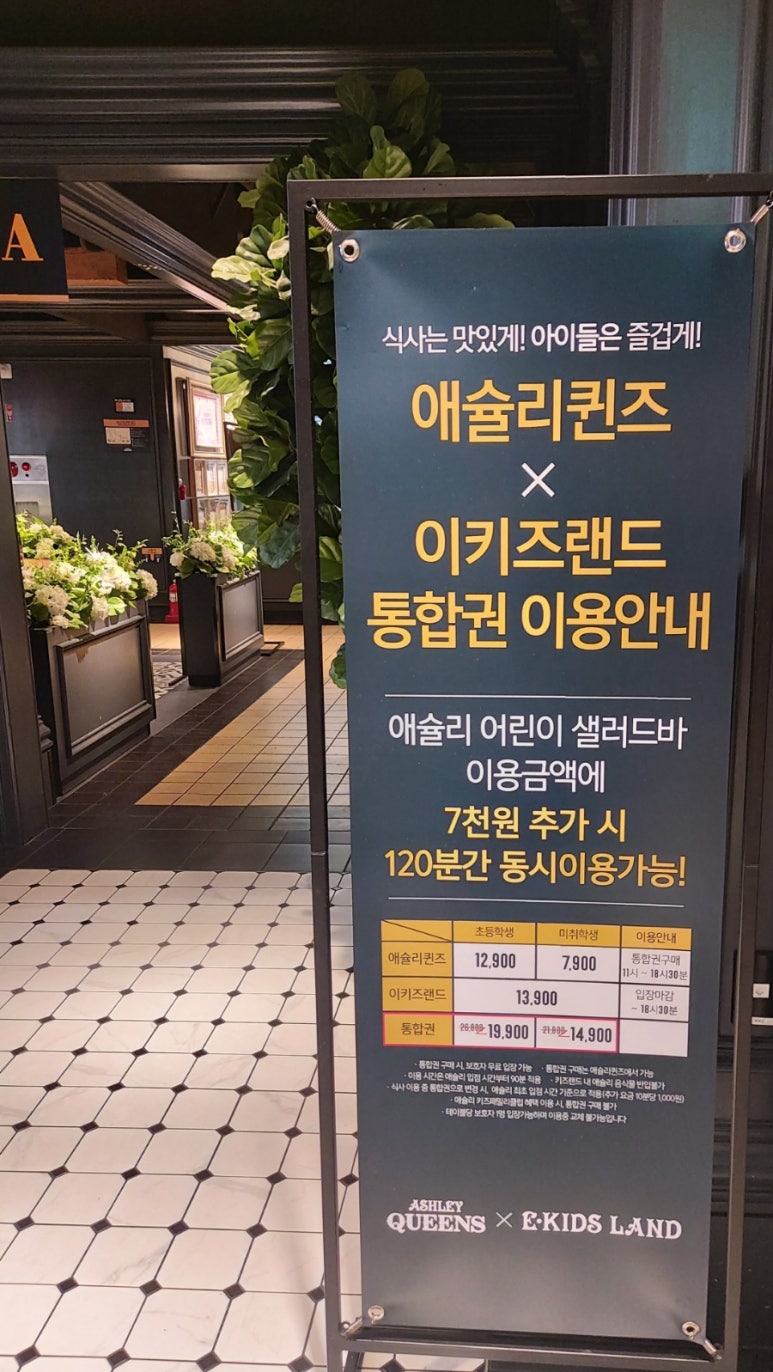 A
식사는 맛있게! 아이들은 즐겁게!
애슐리퀸즈
×
이키즈랜드
통합권 이용안내
애슐리 어린이 샐러드바
이용금액에
7천원 추가 시
120분간 동시이용가능!
초등학생 미취학생 이용안내
애슐리퀸즈 12,900 7,900 통합권구매
11시 ~ 18시30분
이키즈랜드 13,900 입장마감
~ 18시30분
통합권 26,800 19,900 21,800 14,900
· 통합권 구매 시, 보호자 무료 입장 가능 · 통합권 구매는 애슐리퀸즈에서 가능
· 이용 시간은 애슐리 입점 시간부터 90분 적용 · 키즈랜드 내 애슐리 음식물 반입불가
· 식사 이용 중 통합권으로 변경 시, 애슐리 최초 입점 시간 기준으로 적용(추가 요금 10분당 1,000원)
· 애슐리 키즈패밀리클럽 혜택 이용 시, 통합권 구매 불가
· 테이블당 보호자 1명 입장가능하며 이용중 교체 불가능입니다
ASHLEY
QUEENS × E·KIDS LAND